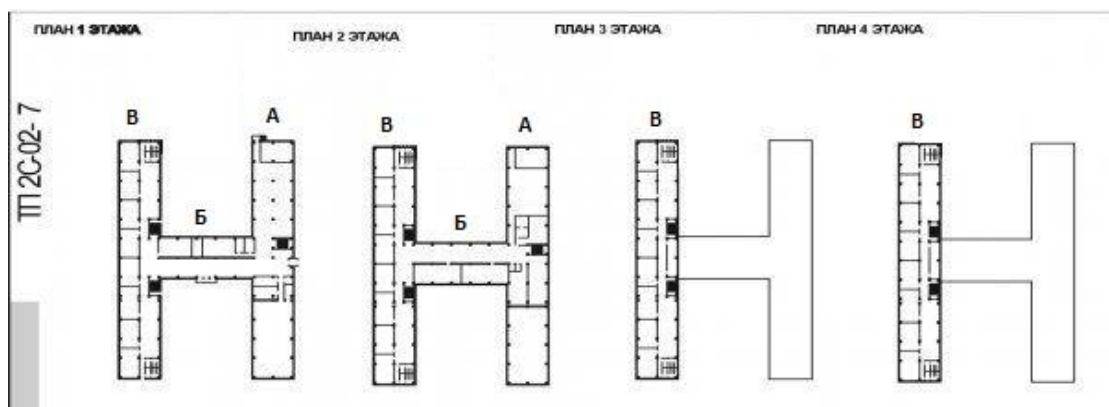 ПЛАН 1 ЭТАЖА
ПЛАН 2 ЭТАЖА
ПЛАН 3 ЭТАЖА
ПЛАН 4 ЭТАЖА
ТП 2С-02- 7
В
А
Б
В
А
Б
В
В